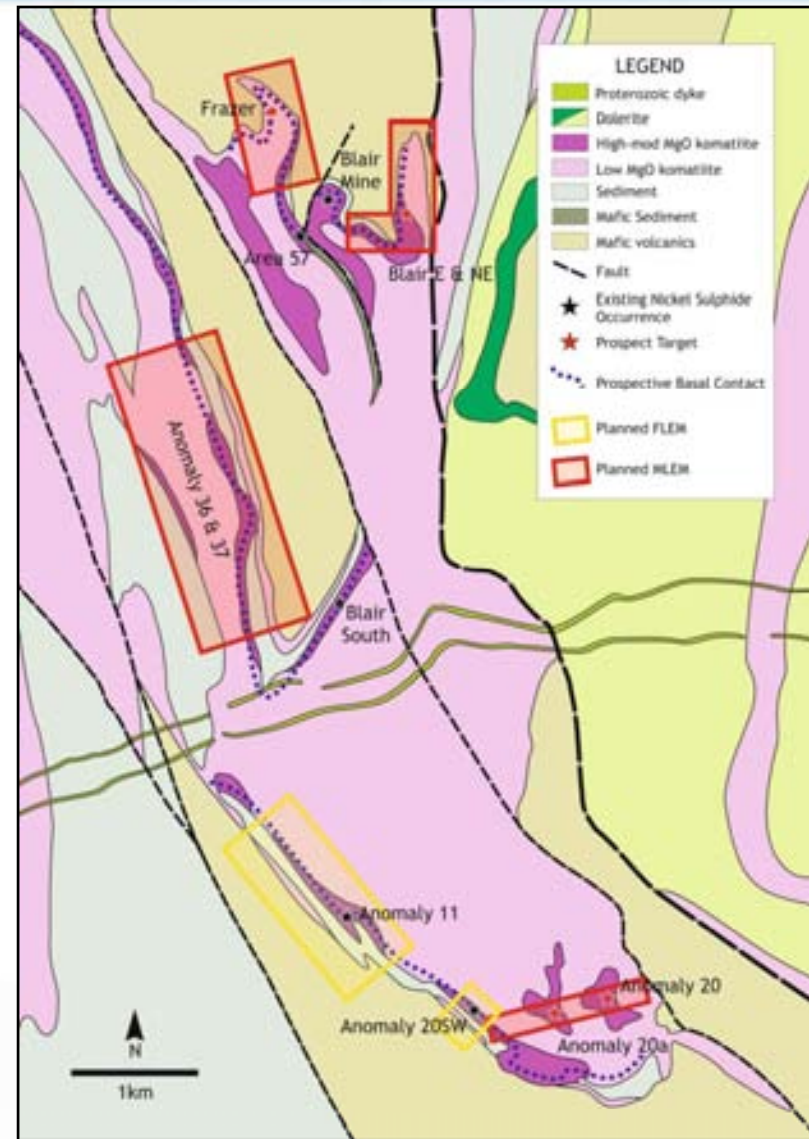 LEGEND
Proterozoic dyke
Dolerite
High-mod MgO komatiite
Low MgO komatiite
Sediment
Mafic Sediment
Mafic volcanics
Fault
Existing Nickel Sulphide
Occurrence
Prospect Target
Prospective Basal Contact
Planned FLEM
Planned MLEM
Frazer
Blair
Mine
Area 57
Blair E & NE
Anomaly 36 & 37
Blair
South
Anomaly 11
Anomaly 20
Anomaly 20SW
Anomaly 20a
N
1km